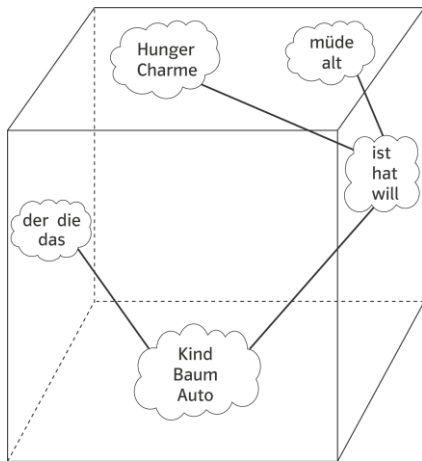 Hunger
Charme
müde
alt
ist
hat
will
der die
das
Kind
Baum
Auto